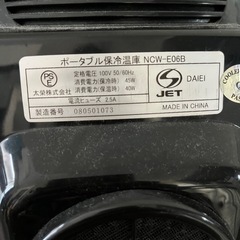 ポータブル保冷温庫 NCW-E06B
PSE
定格電圧 100V 50/60Hz
消費電力(保冷時) 45W
太榮株式会社 消費電力(保温時) 40W
電流ヒューズ 2.5A
製造番号 080501073
S
JET
DAIEI
MADE IN CHINA